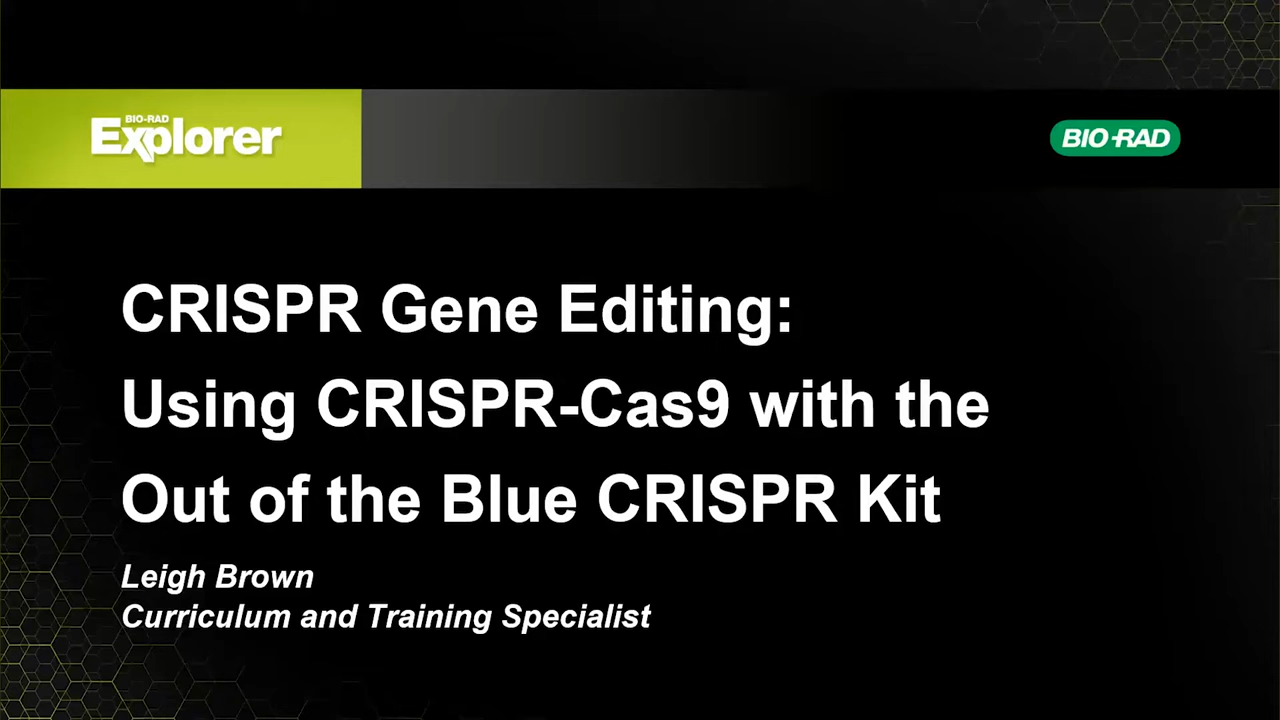 BIO-RAD
Explorer
BIO-RAD
CRISPR Gene Editing:
Using CRISPR-Cas9 with the
Out of the Blue CRISPR Kit
Leigh Brown
Curriculum and Training Specialist